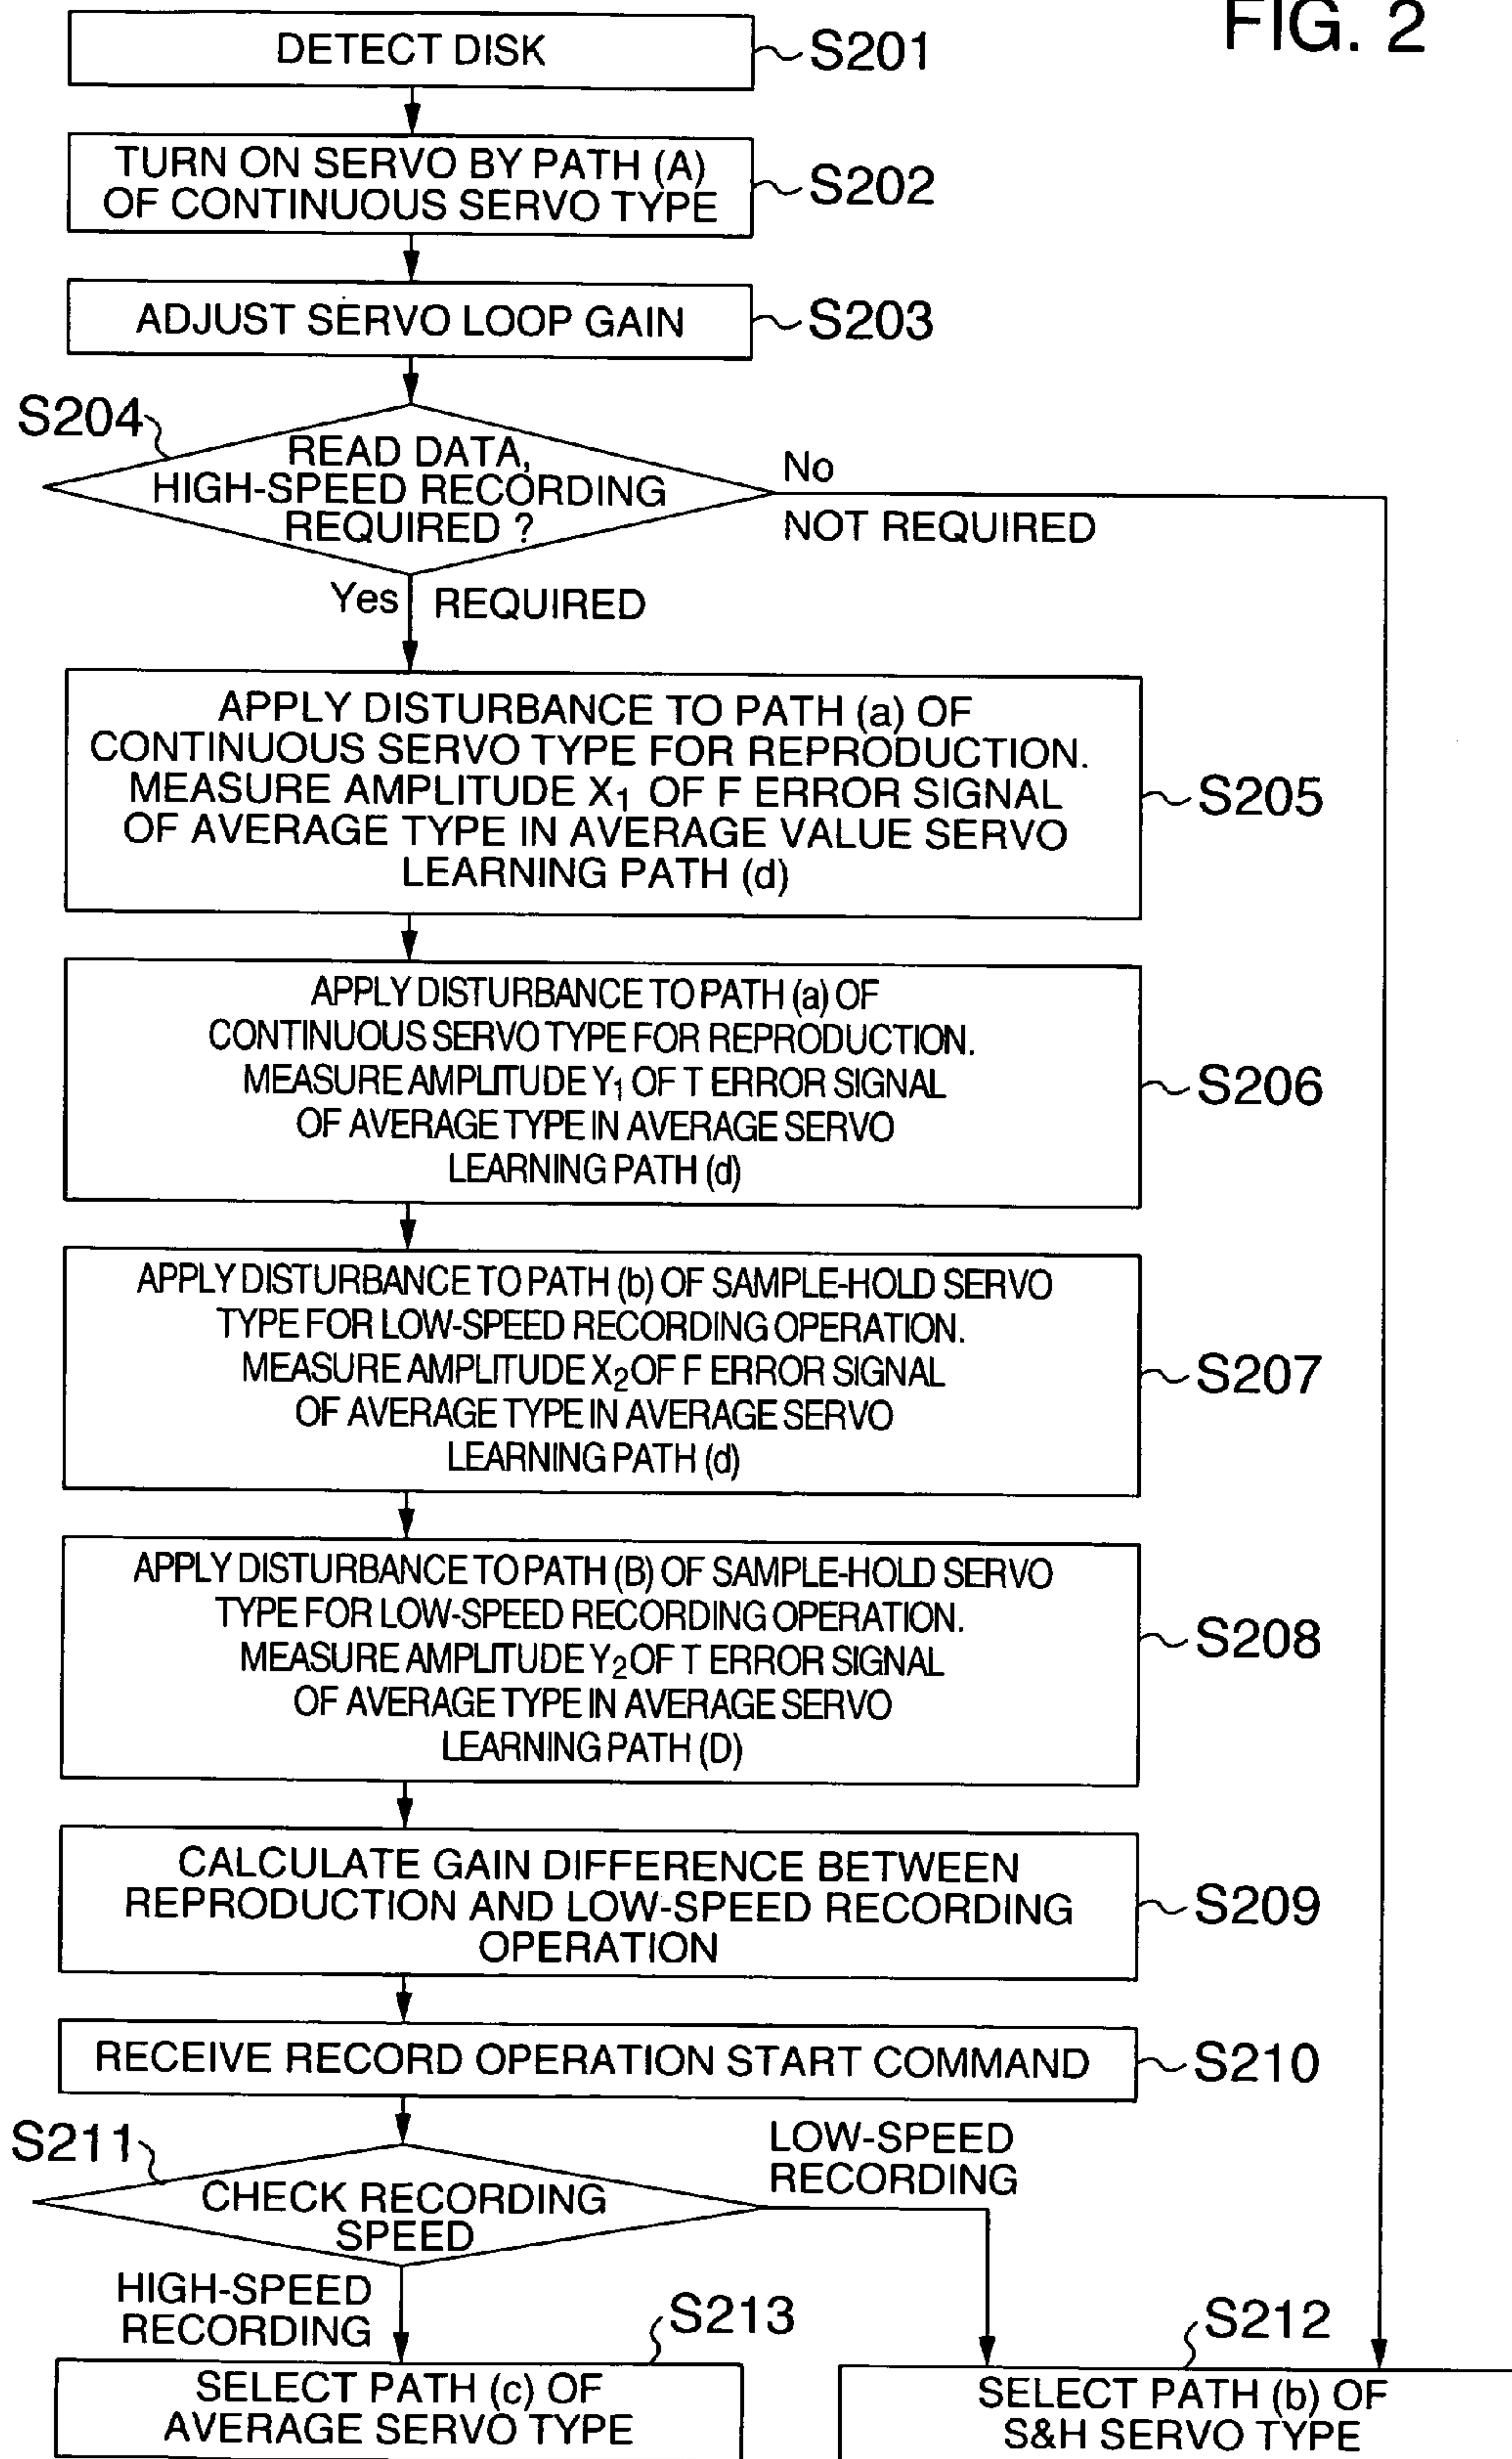 FIG. 2
DETECT DISK
S201
TURN ON SERVO BY PATH (A)
OF CONTINUOUS SERVO TYPE
S202
ADJUST SERVO LOOP GAIN
S203
S204
READ DATA,
HIGH-SPEED RECORDING
REQUIRED ?
No
NOT REQUIRED
Yes
REQUIRED
APPLY DISTURBANCE TO PATH (a) OF
CONTINUOUS SERVO TYPE FOR REPRODUCTION.
MEASURE AMPLITUDE X₁ OF F ERROR SIGNAL
OF AVERAGE TYPE IN AVERAGE VALUE SERVO
LEARNING PATH (d)
S205
APPLY DISTURBANCE TO PATH (a) OF
CONTINUOUS SERVO TYPE FOR REPRODUCTION.
MEASURE AMPLITUDE Y₁ OF T ERROR SIGNAL
OF AVERAGE TYPE IN AVERAGE SERVO
LEARNING PATH (d)
S206
APPLY DISTURBANCE TO PATH (b) OF SAMPLE-HOLD SERVO
TYPE FOR LOW-SPEED RECORDING OPERATION.
MEASURE AMPLITUDE X₂ OF F ERROR SIGNAL
OF AVERAGE TYPE IN AVERAGE SERVO
LEARNING PATH (d)
S207
APPLY DISTURBANCE TO PATH (B) OF SAMPLE-HOLD SERVO
TYPE FOR LOW-SPEED RECORDING OPERATION.
MEASURE AMPLITUDE Y₂ OF T ERROR SIGNAL
OF AVERAGE TYPE IN AVERAGE SERVO
LEARNING PATH (D)
S208
CALCULATE GAIN DIFFERENCE BETWEEN
REPRODUCTION AND LOW-SPEED RECORDING
OPERATION
S209
RECEIVE RECORD OPERATION START COMMAND
S210
S211
CHECK RECORDING
SPEED
LOW-SPEED
RECORDING
HIGH-SPEED
RECORDING
S213
SELECT PATH (c) OF
AVERAGE SERVO TYPE
S212
SELECT PATH (b) OF
S&H SERVO TYPE